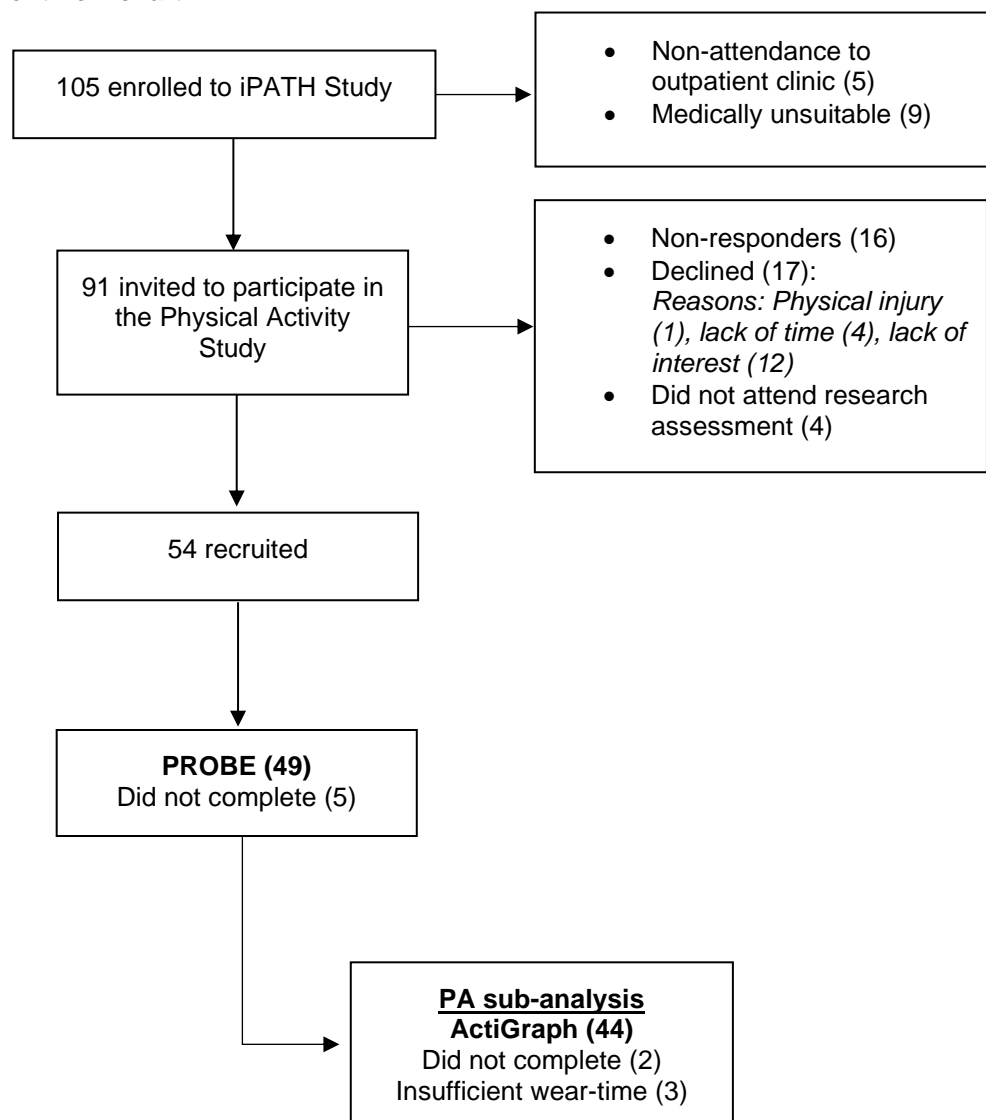 105 enrolled to iPATH Study
• Non-attendance to
outpatient clinic (5)
• Medically unsuitable (9)
91 invited to participate in
the Physical Activity
Study
• Non-responders (16)
• Declined (17):
Reasons: Physical injury
(1), lack of time (4), lack of
interest (12)
• Did not attend research
assessment (4)
54 recruited
PROBE (49)
Did not complete (5)
PA sub-analysis
ActiGraph (44)
Did not complete (2)
Insufficient wear-time (3)